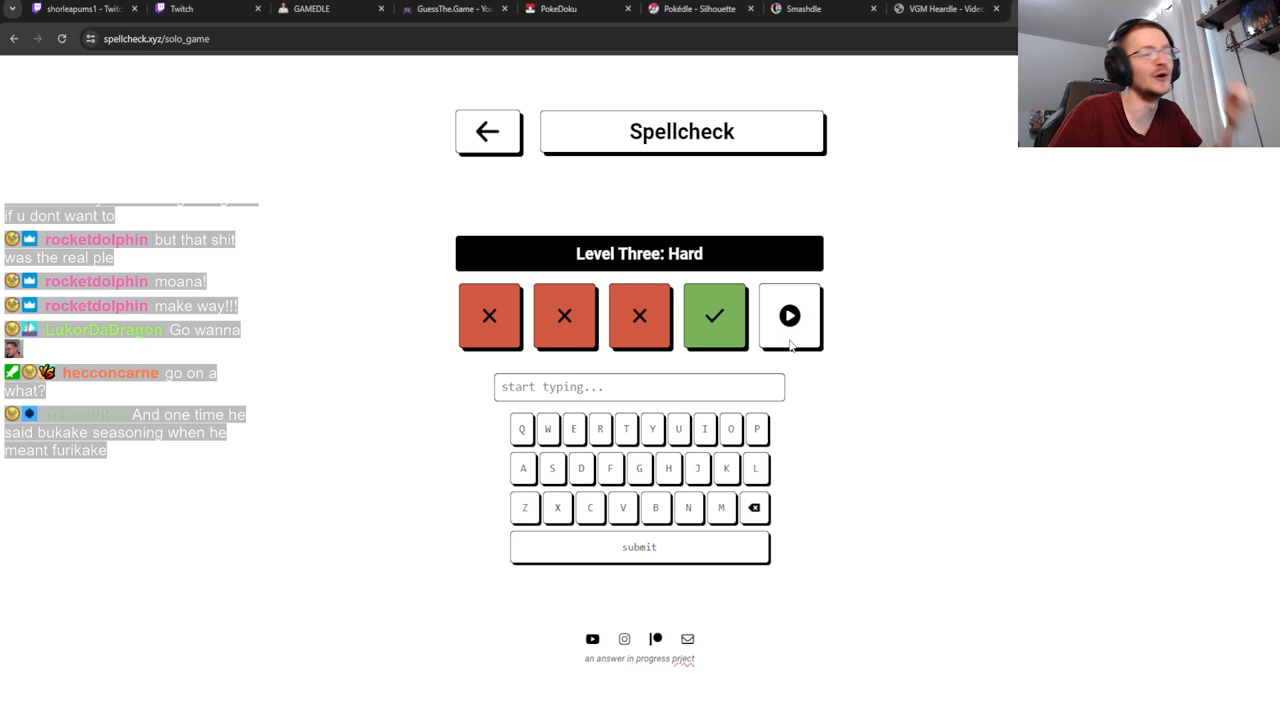 shorleapums1 - Twitc
Twitch
GAMEDLE
GuessThe.Game - You
PokeDoku
Pokédle - Silhouette
Smashdle
VGM Heardle - Video
spellcheck.xyz/solo_game
Spellcheck
if u dont want to
rocketdolphin but that shit
was the real ple
rocketdolphin moana!
rocketdolphin make way!!!
LukorDaDragon Go wanna
hecconcarne go on a
what?
And one time he
said bukake seasoning when he
meant furikake
Level Three: Hard
start typing...
Q W E R T Y U I O P
A S D F G H J K L
Z X C V B N M
submit
an answer in progress prject